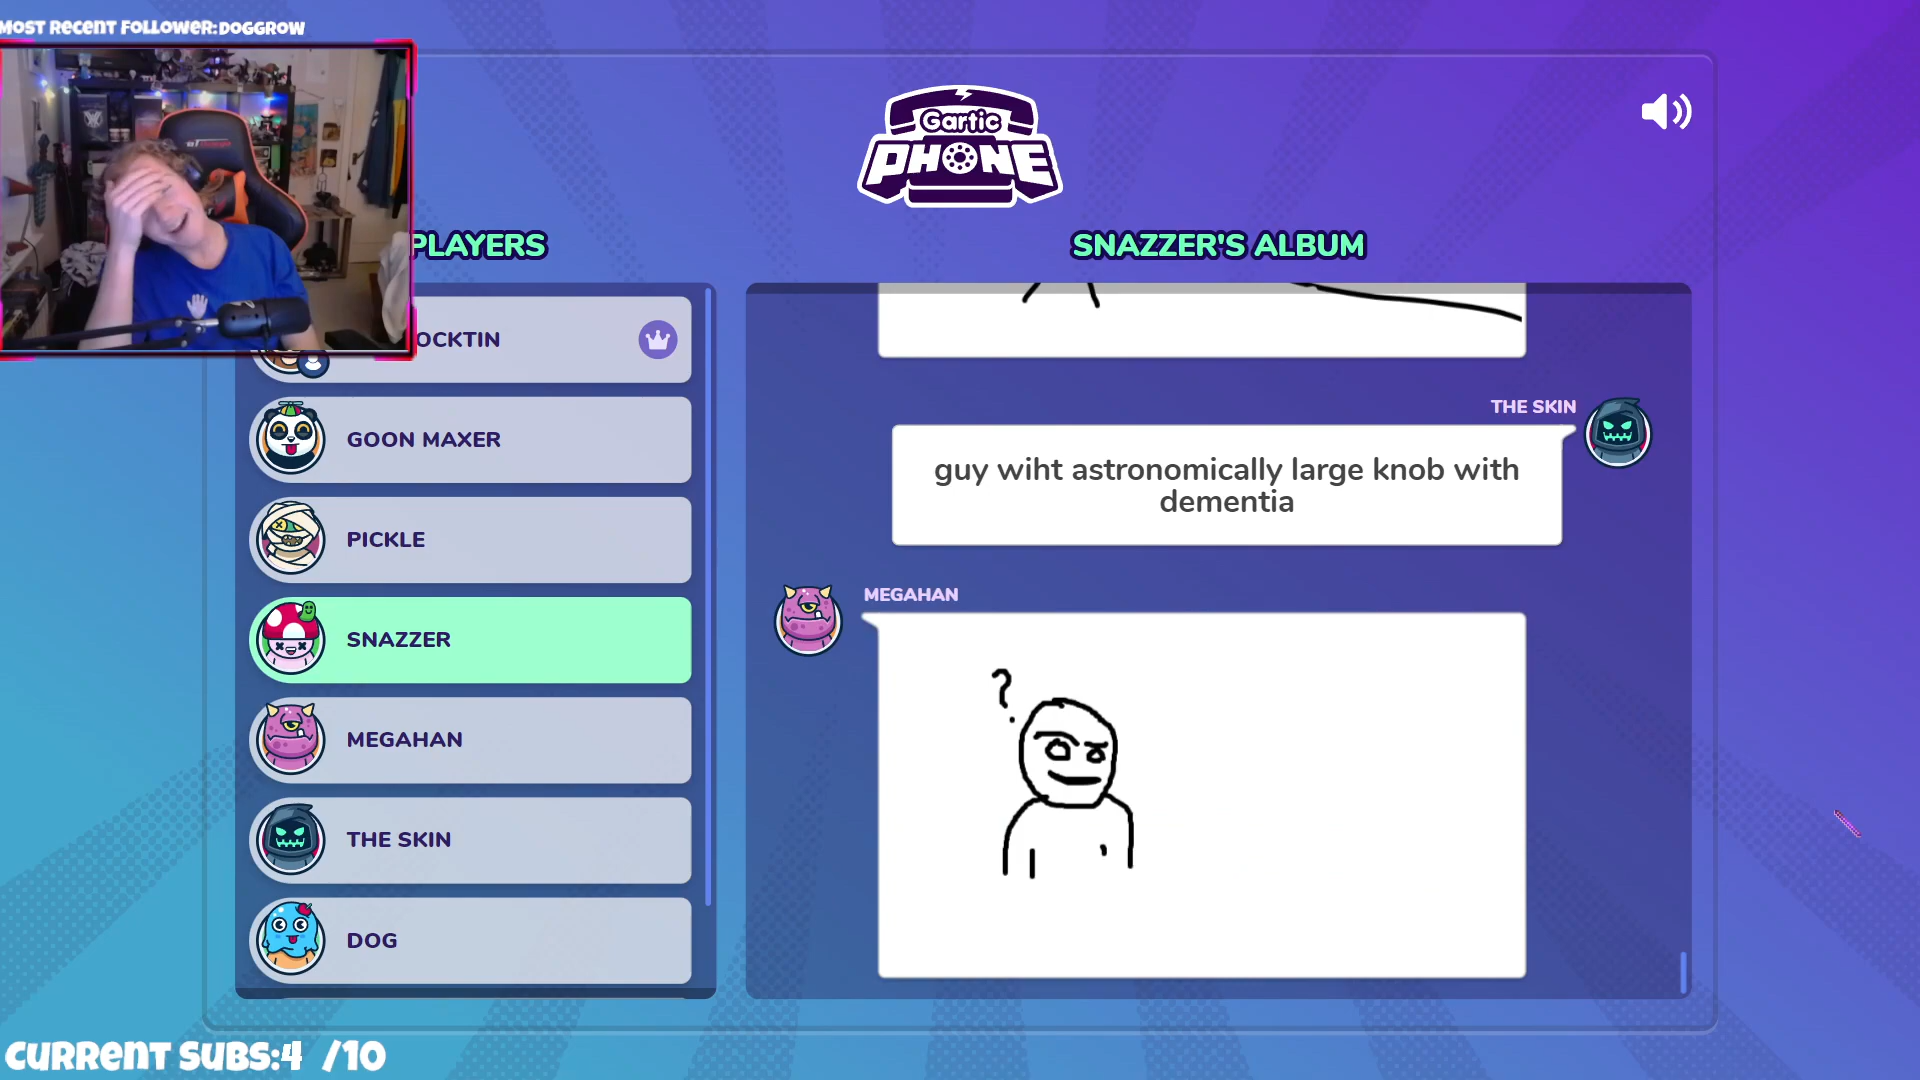 MOST RECENT FOLLOWER:DOGGROW
Gartic
PHONE
PLAYERS
SNAZZER'S ALBUM
OCKTIN
GOON MAXER
PICKLE
SNAZZER
MEGAHAN
THE SKIN
DOG
THE SKIN
guy wiht astronomically large knob with
dementia
MEGAHAN
?
CURRENT SUBS:4 /10